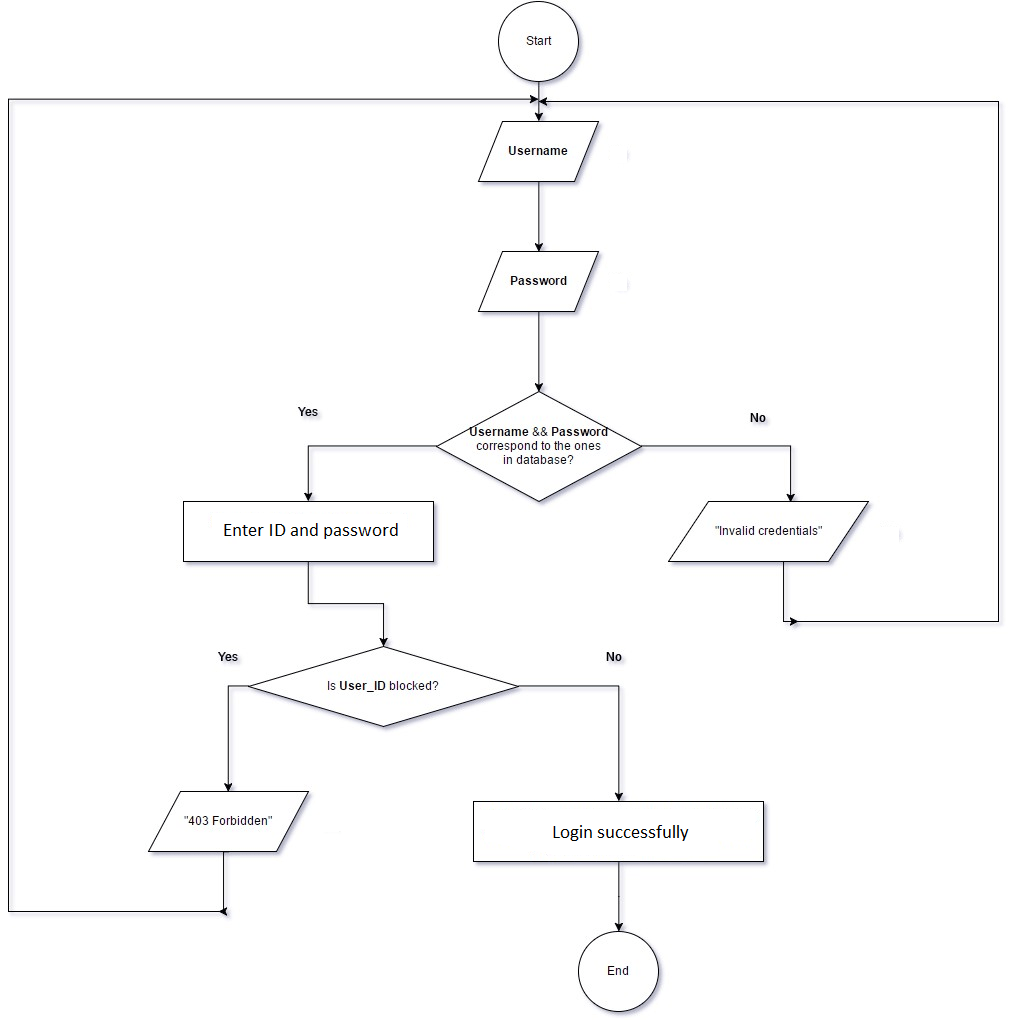 Start
Username
Password
Yes
No
Username && Password
correspond to the ones
in database?
Enter ID and password
"Invalid credentials"
Yes
No
Is User_ID blocked?
"403 Forbidden"
Login successfully
End